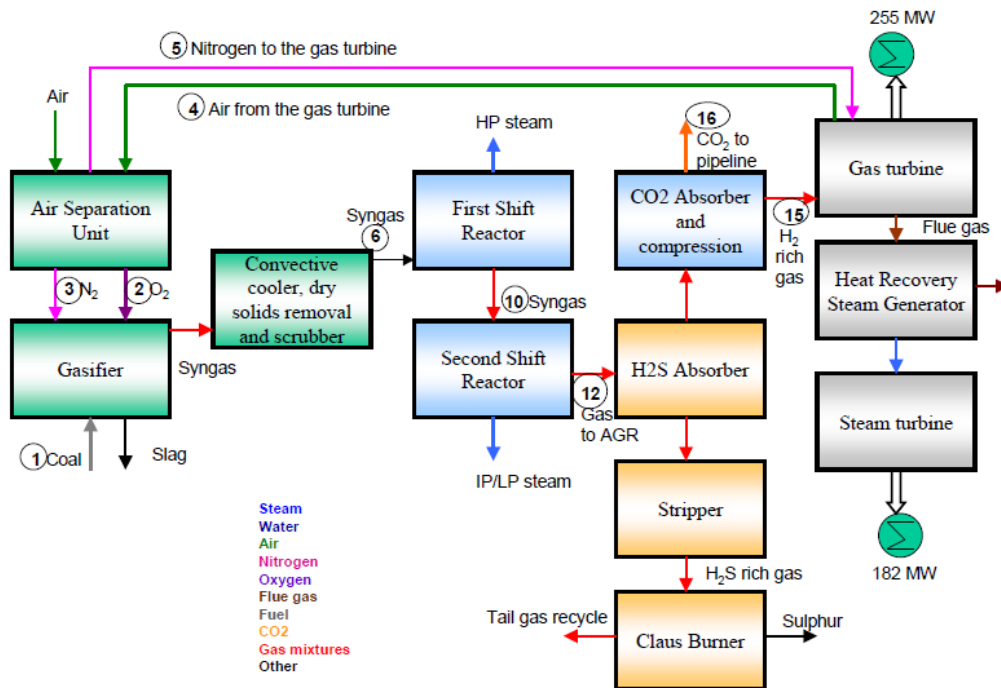 255 MW
5 Nitrogen to the gas turbine
4 Air from the gas turbine
Air
HP steam
16
CO2 to
pipeline
Gas turbine
Air Separation
Unit
Syngas
6
First Shift
Reactor
CO2 Absorber
and
compression
15
H2
rich
gas
Flue gas
3 N2
2 O2
Convective
cooler, dry
solids removal
and scrubber
10 Syngas
Heat Recovery
Steam Generator
Gasifier
Syngas
Second Shift
Reactor
12
Gas
to AGR
H2S Absorber
Steam turbine
1 Coal
Slag
IP/LP steam
Stripper
182 MW
H2S rich gas
Steam
Water
Air
Nitrogen
Oxygen
Flue gas
Fuel
CO2
Gas mixtures
Other
Tail gas recycle
Claus Burner
Sulphur